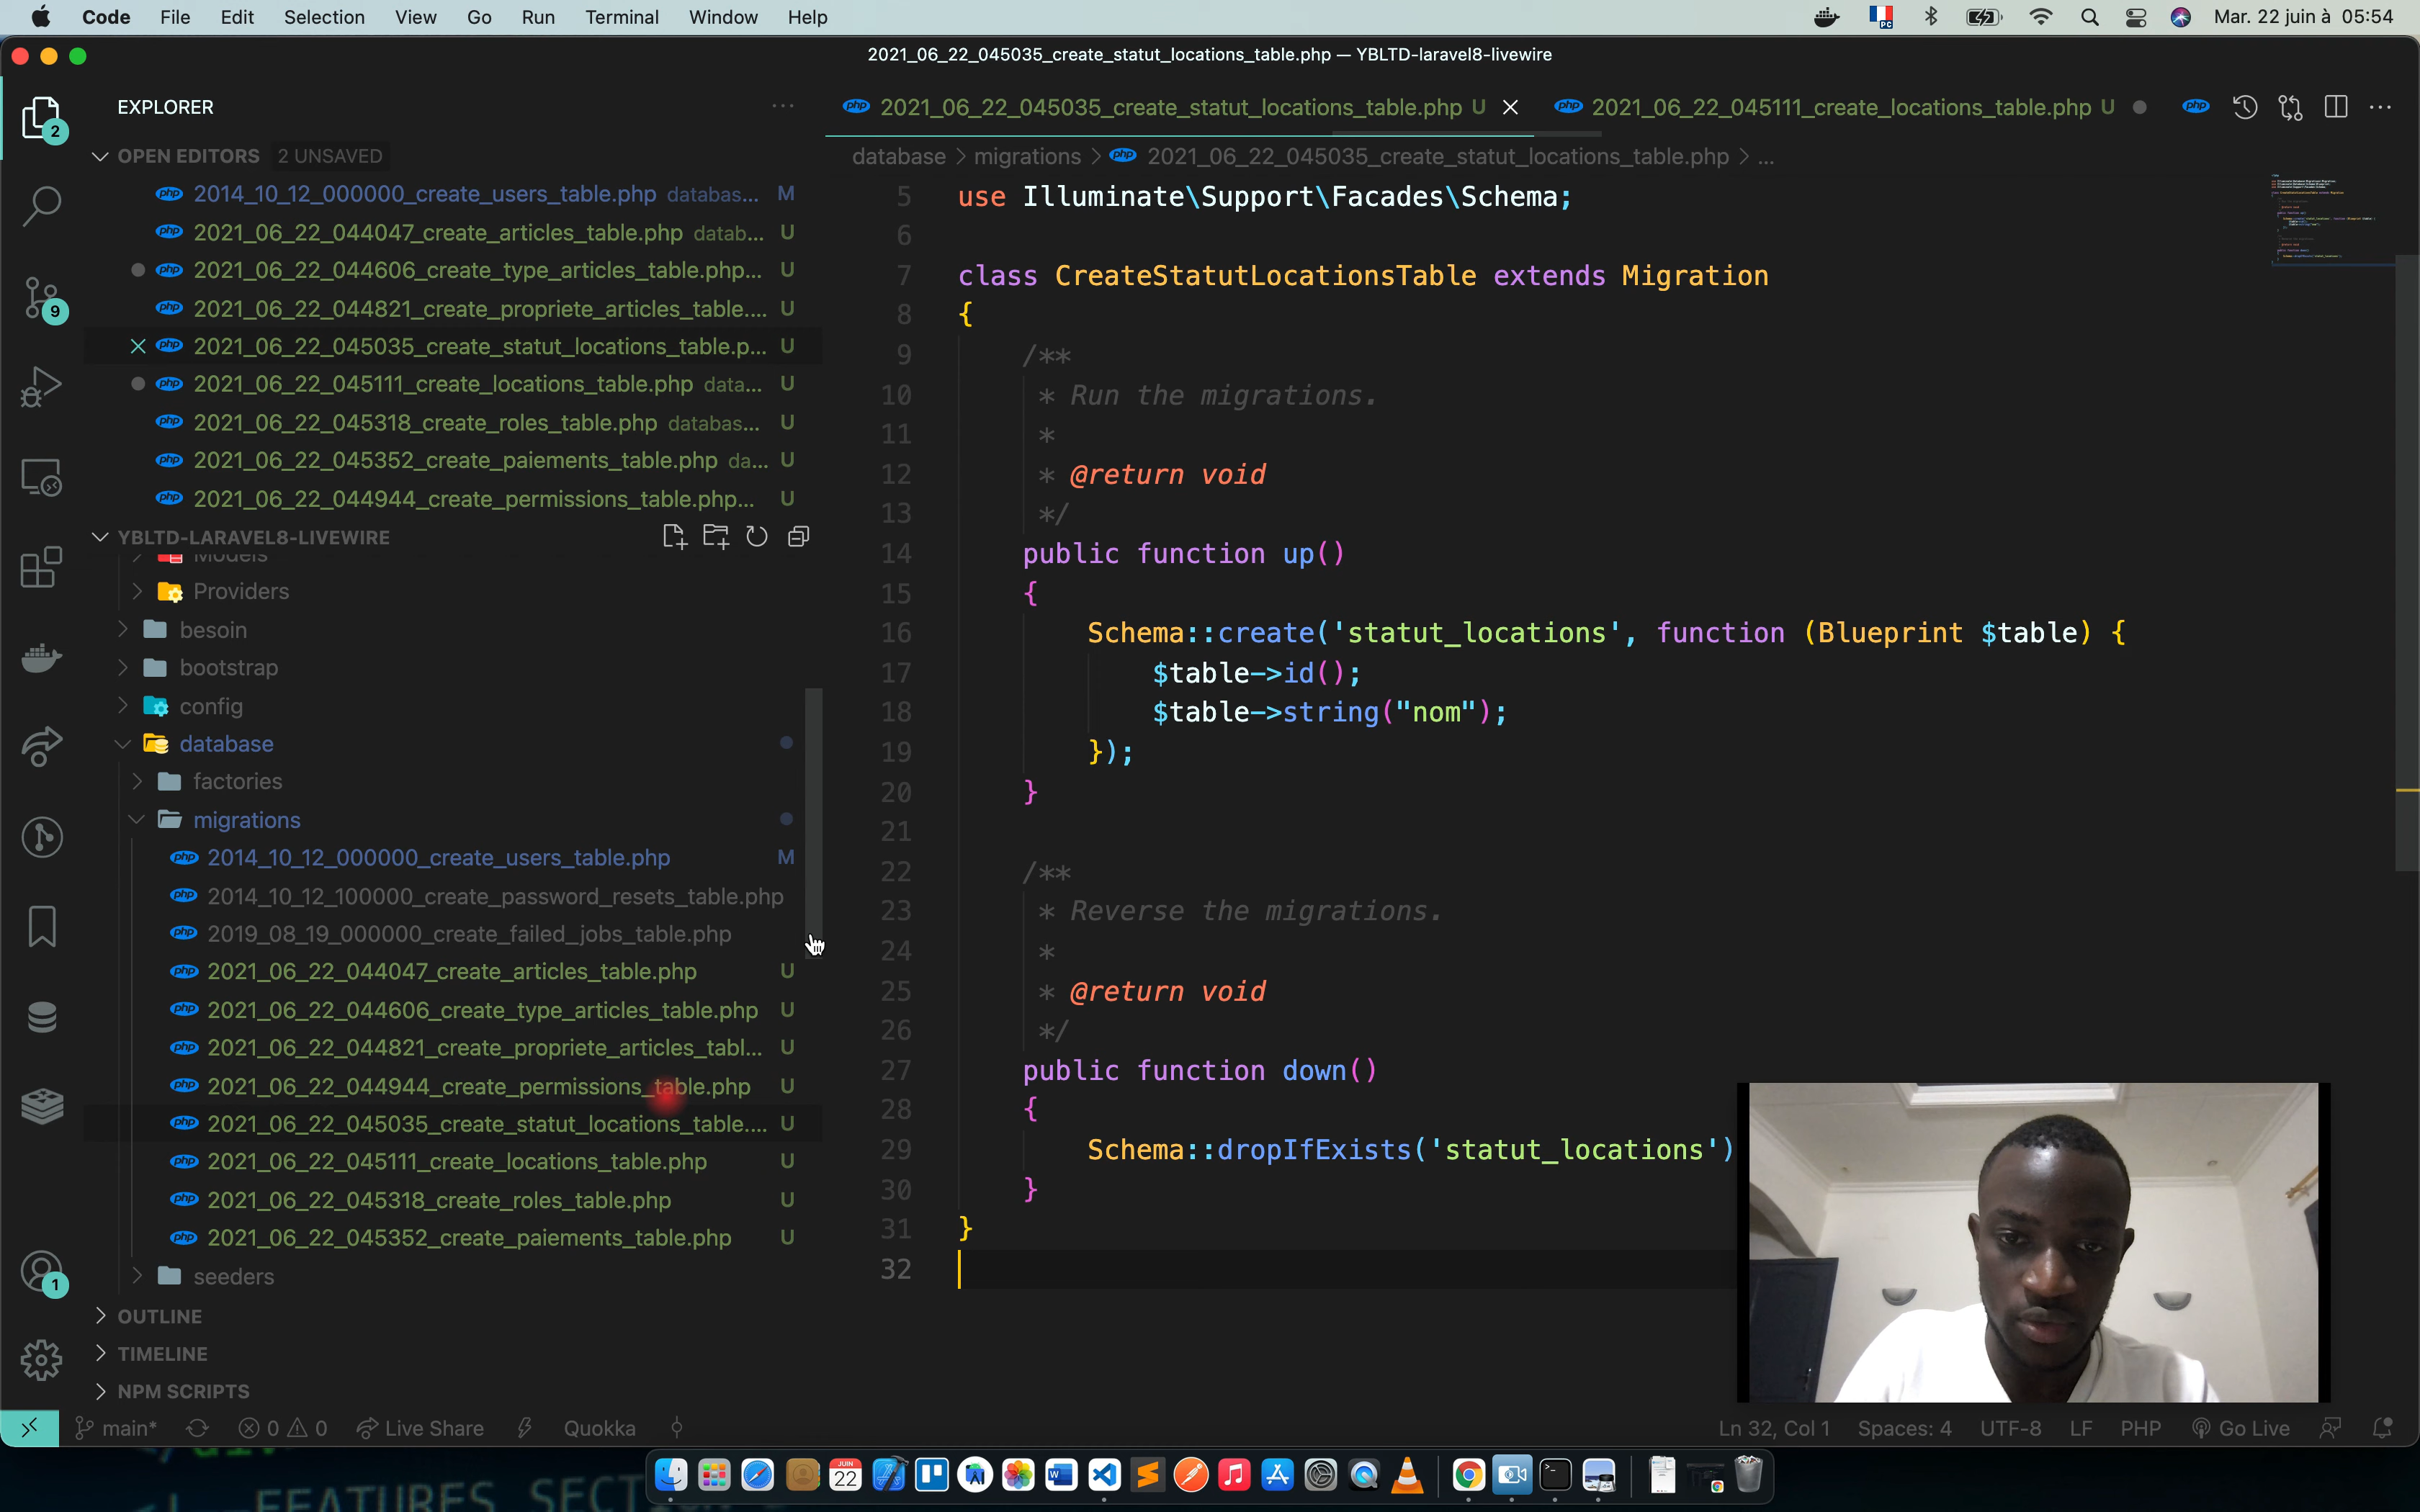 Code File Edit Selection View Go Run Terminal Window Help Mar. 22 juin à 05:54
2021_06_22_045035_create_statut_locations_table.php — YBLTD-laravel8-livewire
EXPLORER
2
OPEN EDITORS 2 UNSAVED
2014_10_12_000000_create_users_table.php databas... M
2021_06_22_044047_create_articles_table.php datab... U
2021_06_22_044606_create_type_articles_table.php... U
2021_06_22_044821_create_propriete_articles_table.... U
2021_06_22_045035_create_statut_locations_table.p... U
2021_06_22_045111_create_locations_table.php data... U
2021_06_22_045318_create_roles_table.php databas... U
2021_06_22_045352_create_paiements_table.php da... U
2021_06_22_044944_create_permissions_table.php... U
9
YBLTD-LARAVEL8-LIVEWIRE
Models
Providers
besoin
bootstrap
config
database
factories
migrations
2014_10_12_000000_create_users_table.php M
2014_10_12_100000_create_password_resets_table.php
2019_08_19_000000_create_failed_jobs_table.php
2021_06_22_044047_create_articles_table.php U
2021_06_22_044606_create_type_articles_table.php U
2021_06_22_044821_create_propriete_articles_tabl... U
2021_06_22_044944_create_permissions_table.php U
2021_06_22_045035_create_statut_locations_table.... U
2021_06_22_045111_create_locations_table.php U
2021_06_22_045318_create_roles_table.php U
2021_06_22_045352_create_paiements_table.php U
seeders
1
OUTLINE
TIMELINE
NPM SCRIPTS
2021_06_22_045035_create_statut_locations_table.php U 2021_06_22_045111_create_locations_table.php U
database > migrations > 2021_06_22_045035_create_statut_locations_table.php > ...
5 use Illuminate\Support\Facades\Schema;
6
7 class CreateStatutLocationsTable extends Migration
8 {
9 /**
10 * Run the migrations.
11 *
12 * @return void
13 */
14 public function up()
15 {
16 Schema::create('statut_locations', function (Blueprint $table) {
17 $table->id();
18 $table->string("nom");
19 });
20 }
21
22 /**
23 * Reverse the migrations.
24 *
25 * @return void
26 */
27 public function down()
28 {
29 Schema::dropIfExists('statut_locations')
30 }
31 }
32
main* 0 0 Live Share Quokka Ln 32, Col 1 Spaces: 4 UTF-8 LF PHP Go Live
FEATURES SECT
JUN
22